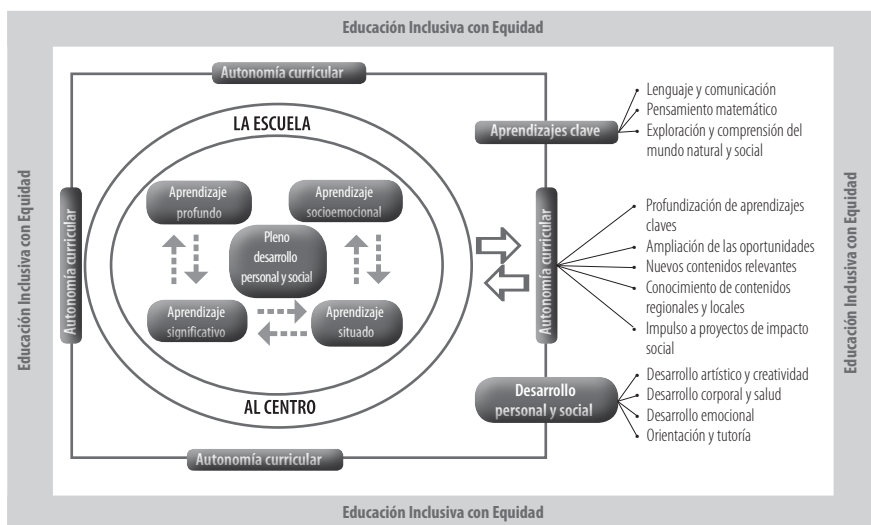 Educación Inclusiva con Equidad
Educación Inclusiva con Equidad
Autonomía curricular
Autonomía curricular
LA ESCUELA
Aprendizaje
profundo
Aprendizaje
socioemocional
Pleno
desarrollo
personal y social
Aprendizaje
significativo
Aprendizaje
situado
AL CENTRO
Autonomía curricular
Aprendizajes clave
• Lenguaje y comunicación
• Pensamiento matemático
• Exploración y comprensión del
mundo natural y social
Autonomía curricular
• Profundización de aprendizajes
claves
• Ampliación de las oportunidades
• Nuevos contenidos relevantes
• Conocimiento de contenidos
regionales y locales
• Impulso a proyectos de impacto
social
Desarrollo
personal y social
• Desarrollo artístico y creatividad
• Desarrollo corporal y salud
• Desarrollo emocional
• Orientación y tutoría
Educación Inclusiva con Equidad
Educación Inclusiva con Equidad